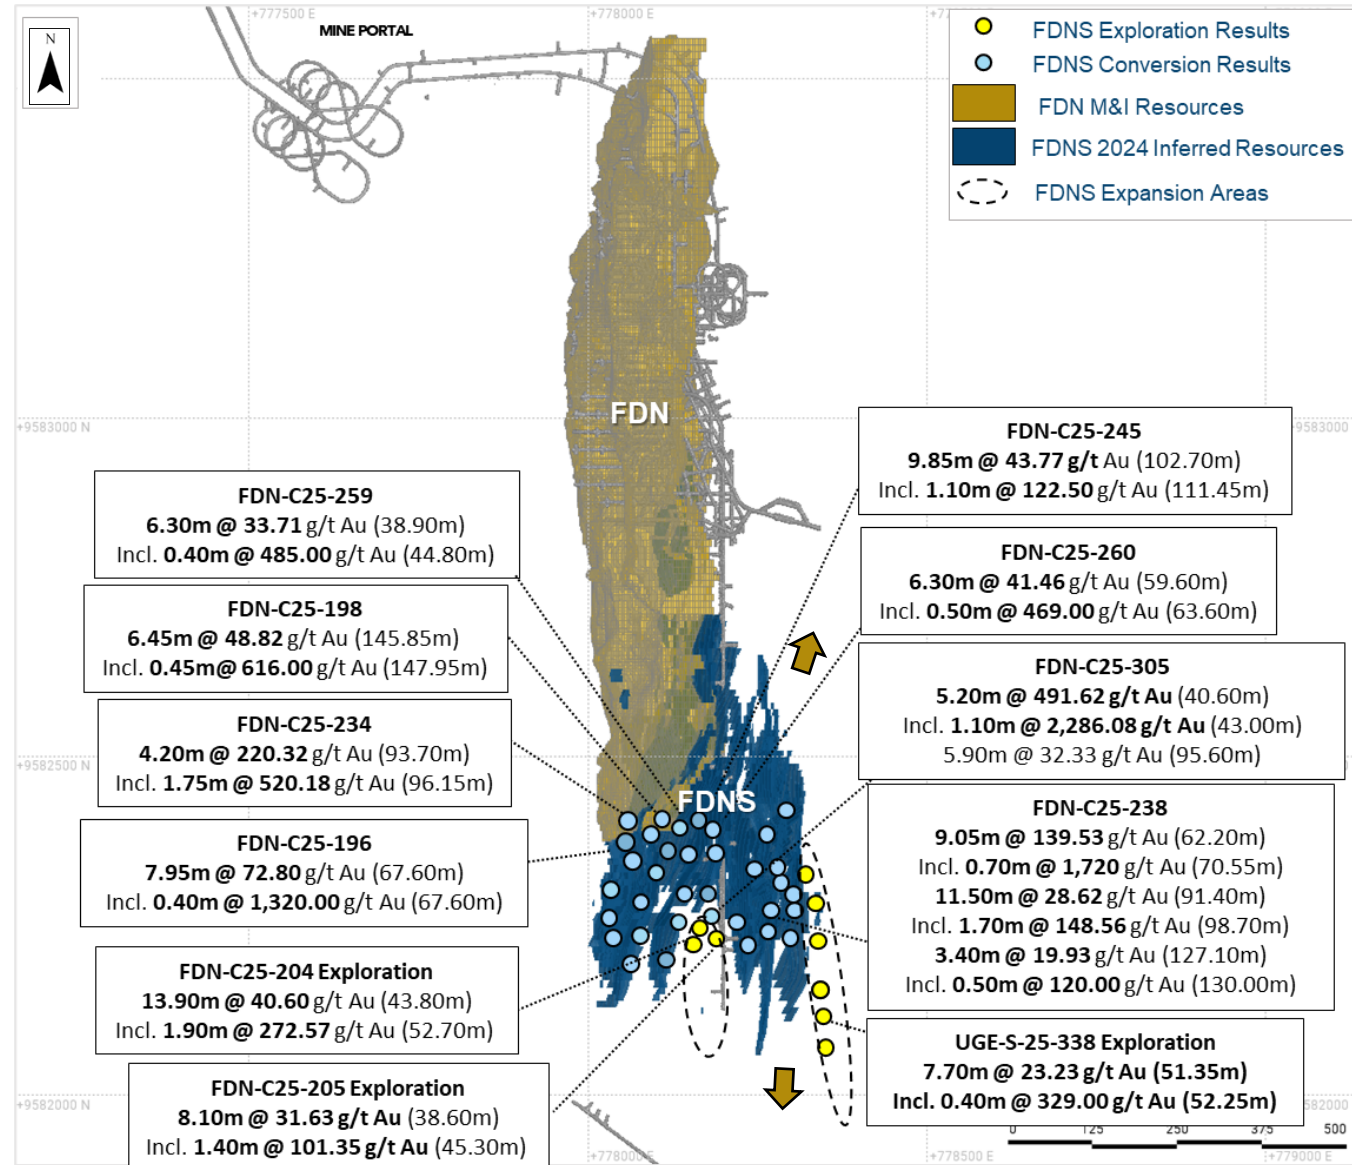 +777500 E
+778000 E
N
MINE PORTAL
FDNS Exploration Results
FDNS Conversion Results
FDN M&I Resources
FDNS 2024 Inferred Resources
FDNS Expansion Areas
FDN
+9583000 N
9583000
FDN-C25-245
9.85m @ 43.77 g/t Au (102.70m)
Incl. 1.10m @ 122.50 g/t Au (111.45m)
FDN-C25-259
6.30m @ 33.71 g/t Au (38.90m)
Incl. 0.40m @ 485.00 g/t Au (44.80m)
FDN-C25-260
6.30m @ 41.46 g/t Au (59.60m)
Incl. 0.50m @ 469.00 g/t Au (63.60m)
FDN-C25-198
6.45m @ 48.82 g/t Au (145.85m)
Incl. 0.45m@ 616.00 g/t Au (147.95m)
FDN-C25-305
5.20m @ 491.62 g/t Au (40.60m)
Incl. 1.10m @ 2,286.08 g/t Au (43.00m)
5.90m @ 32.33 g/t Au (95.60m)
FDN-C25-234
4.20m @ 220.32 g/t Au (93.70m)
Incl. 1.75m @ 520.18 g/t Au (96.15m)
+9582500 N
FDNS
FDN-C25-238
9.05m @ 139.53 g/t Au (62.20m)
Incl. 0.70m @ 1,720 g/t Au (70.55m)
11.50m @ 28.62 g/t Au (91.40m)
Incl. 1.70m @ 148.56 g/t Au (98.70m)
3.40m @ 19.93 g/t Au (127.10m)
Incl. 0.50m @ 120.00 g/t Au (130.00m)
FDN-C25-196
7.95m @ 72.80 g/t Au (67.60m)
Incl. 0.40m @ 1,320.00 g/t Au (67.60m)
FDN-C25-204 Exploration
13.90m @ 40.60 g/t Au (43.80m)
Incl. 1.90m @ 272.57 g/t Au (52.70m)
UGE-S-25-338 Exploration
7.70m @ 23.23 g/t Au (51.35m)
Incl. 0.40m @ 329.00 g/t Au (52.25m)
FDN-C25-205 Exploration
8.10m @ 31.63 g/t Au (38.60m)
Incl. 1.40m @ 101.35 g/t Au (45.30m)
+9582000 N
9582000
0 125 250 375 500
+778000 E
+778500 E
+779000 E